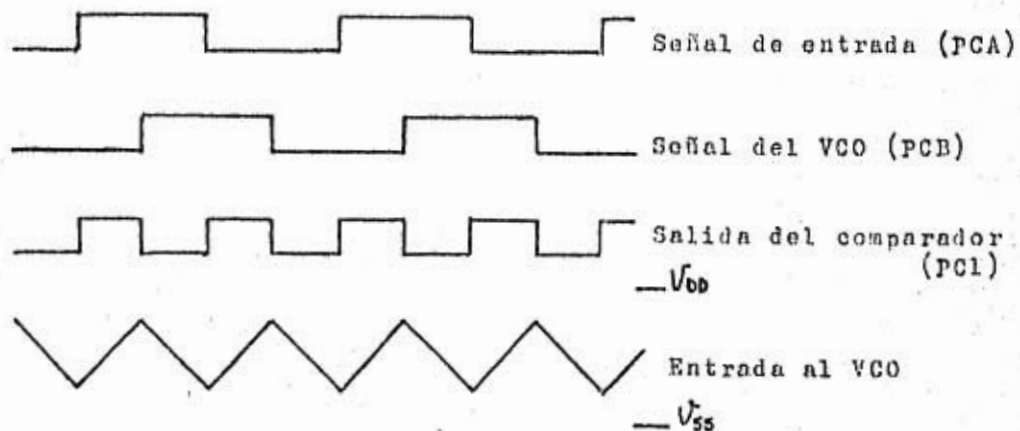 Señal de entrada (PCA)
Señal del VCO (PCB)
Salida del comparador
(PC1)
VDD
Entrada al VCO
VSS